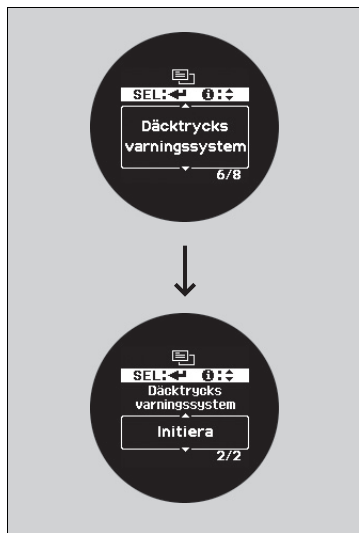 SEL:↵ ℹ:⬍
Däcktrycks
varningssystem
6/8
SEL:↵ ℹ:⬍
Däcktrycks
varningssystem
Initiera
2/2